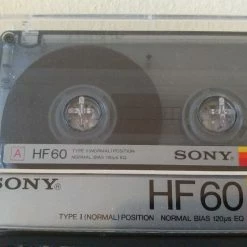 A HF60 TYPE I (NORMAL) POSITION NORMAL BIAS 120μs EQ SONY®
SONY® HF60
TYPE I (NORMAL) POSITION · NORMAL BIAS 120μs EQ